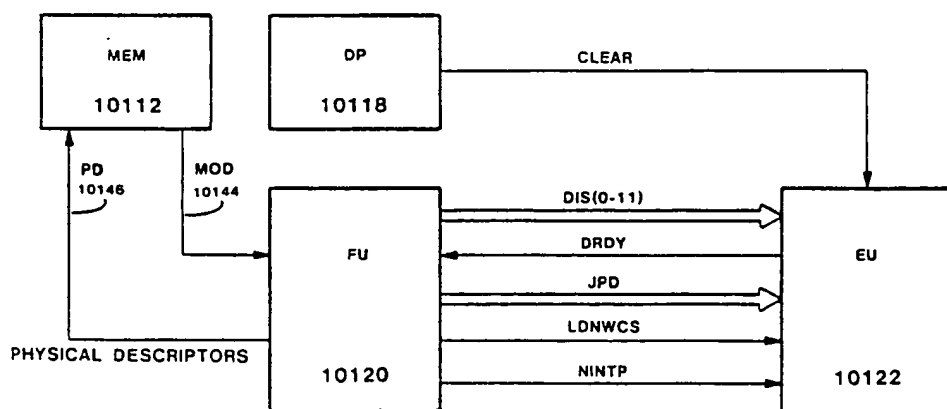 MEM
10112
DP
10118
CLEAR
PD
10146
MOD
10144
DIS(0-11)
FU
DRDY
EU
JPD
LDNWCS
PHYSICAL DESCRIPTORS
10120
NINTP
10122